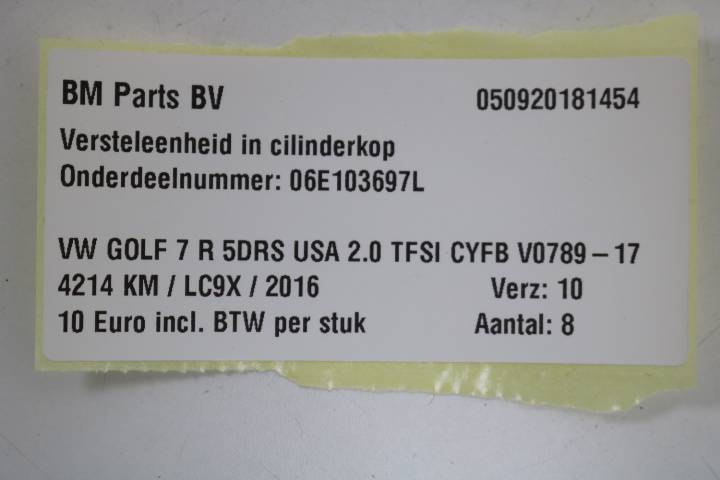 BM Parts BV 050920181454
Versteleenheid in cilinderkop
Onderdeelnummer: 06E103697L
VW GOLF 7 R 5DRS USA 2.0 TFSI CYFB V0789-17
4214 KM / LC9X / 2016 Verz: 10
10 Euro incl. BTW per stuk Aantal: 8